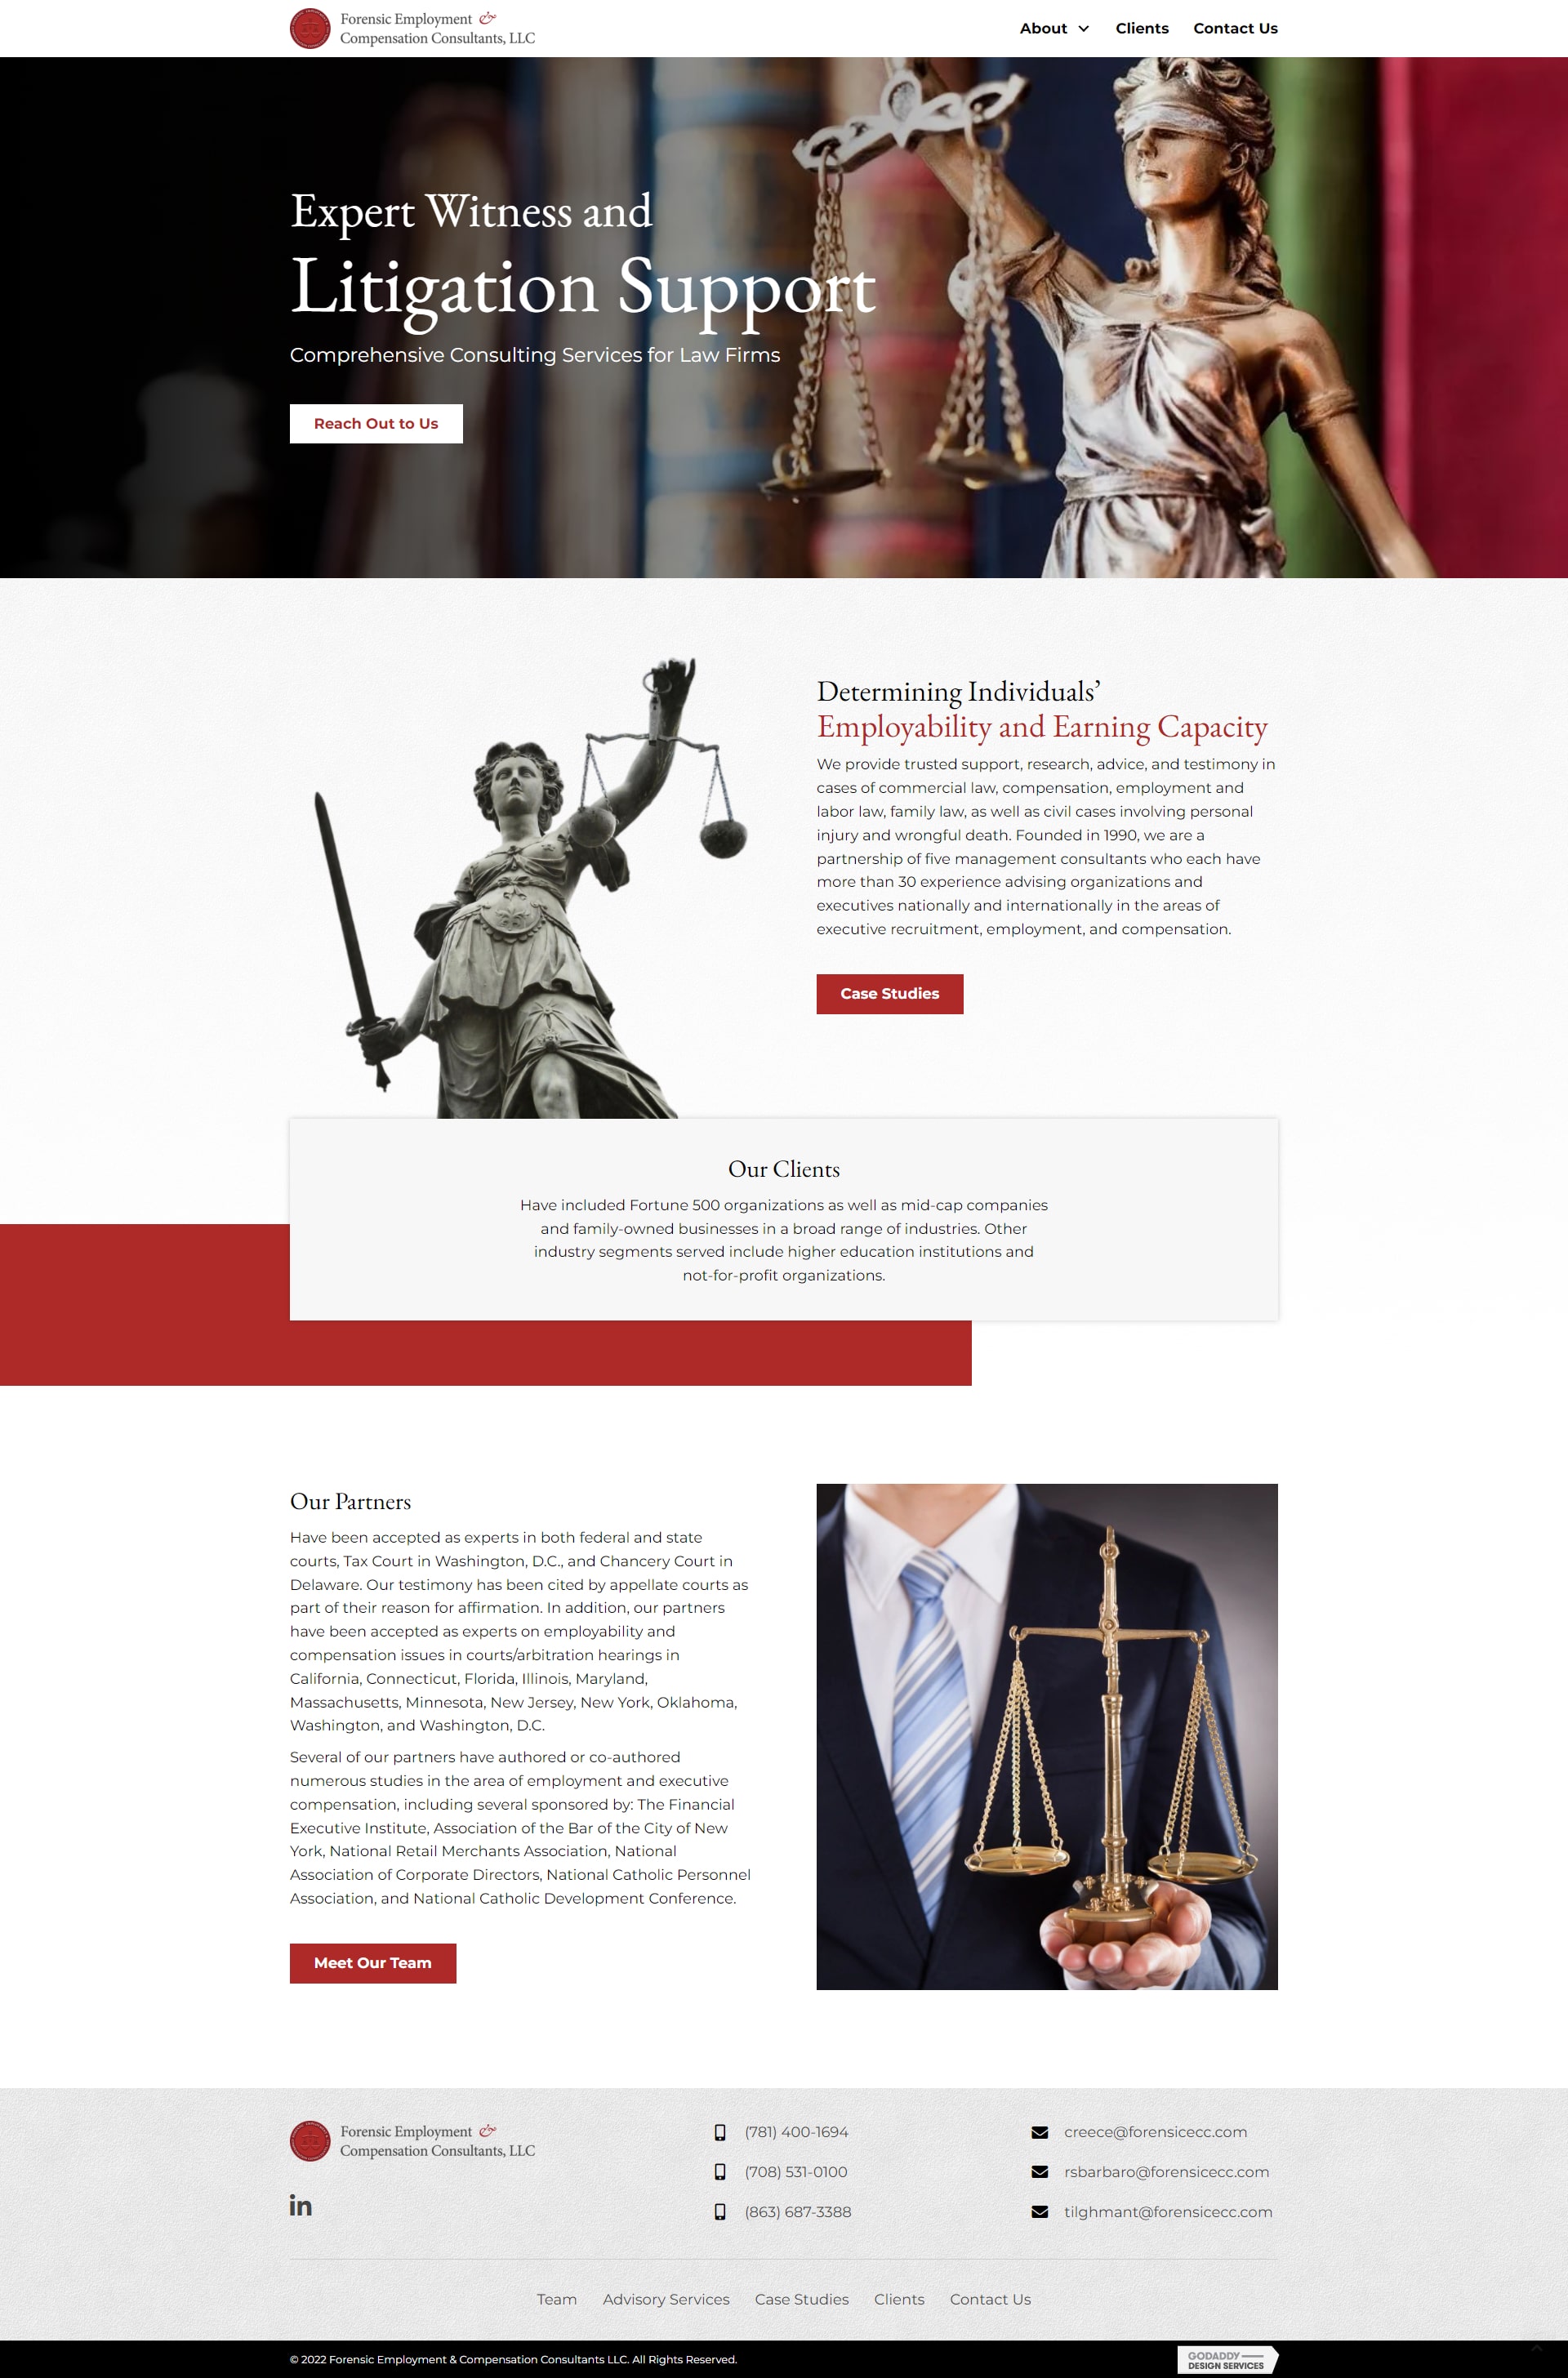 Forensic Employment &
Compensation Consultants, LLC
About Clients Contact Us
Expert Witness and
Litigation Support
Comprehensive Consulting Services for Law Firms
Reach Out to Us
Determining Individuals’
Employability and Earning Capacity
We provide trusted support, research, advice, and testimony in
cases of commercial law, compensation, employment and
labor law, family law, as well as civil cases involving personal
injury and wrongful death. Founded in 1990, we are a
partnership of five management consultants who each have
more than 30 experience advising organizations and
executives nationally and internationally in the areas of
executive recruitment, employment, and compensation.
Case Studies
Our Clients
Have included Fortune 500 organizations as well as mid-cap companies
and family-owned businesses in a broad range of industries. Other
industry segments served include higher education institutions and
not-for-profit organizations.
Our Partners
Have been accepted as experts in both federal and state
courts, Tax Court in Washington, D.C., and Chancery Court in
Delaware. Our testimony has been cited by appellate courts as
part of their reason for affirmation. In addition, our partners
have been accepted as experts on employability and
compensation issues in courts/arbitration hearings in
California, Connecticut, Florida, Illinois, Maryland,
Massachusetts, Minnesota, New Jersey, New York, Oklahoma,
Washington, and Washington, D.C.
Several of our partners have authored or co-authored
numerous studies in the area of employment and executive
compensation, including several sponsored by: The Financial
Executive Institute, Association of the Bar of the City of New
York, National Retail Merchants Association, National
Association of Corporate Directors, National Catholic Personnel
Association, and National Catholic Development Conference.
Meet Our Team
Forensic Employment &
Compensation Consultants, LLC
in
(781) 400-1694
(708) 531-0100
(863) 687-3388
creece@forensicecc.com
rsbarbaro@forensicecc.com
tilghmant@forensicecc.com
Team Advisory Services Case Studies Clients Contact Us
© 2022 Forensic Employment & Compensation Consultants LLC. All Rights Reserved.
GODADDY
DESIGN SERVICES